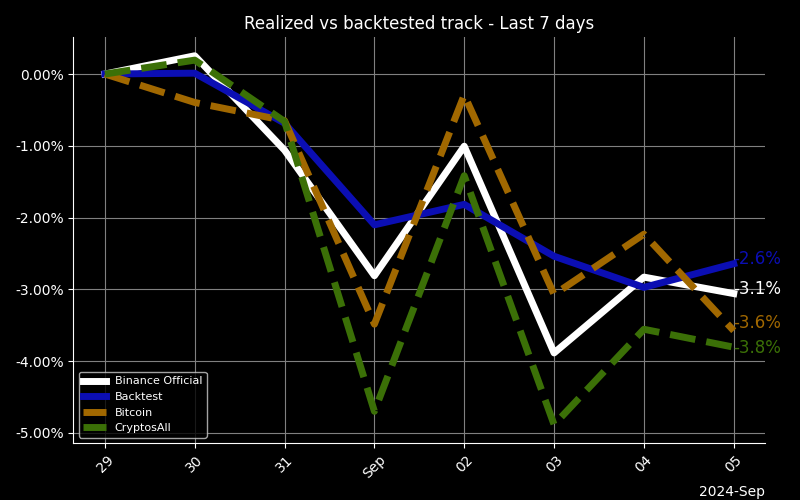 Realized vs backtested track - Last 7 days
0.00%
-1.00%
-2.00%
-3.00%
-4.00%
-5.00%
-2.6%
-3.1%
-3.6%
-3.8%
Binance Official
Backtest
Bitcoin
CryptosAll
29
30
31
Sep
02
03
04
05
2024-Sep